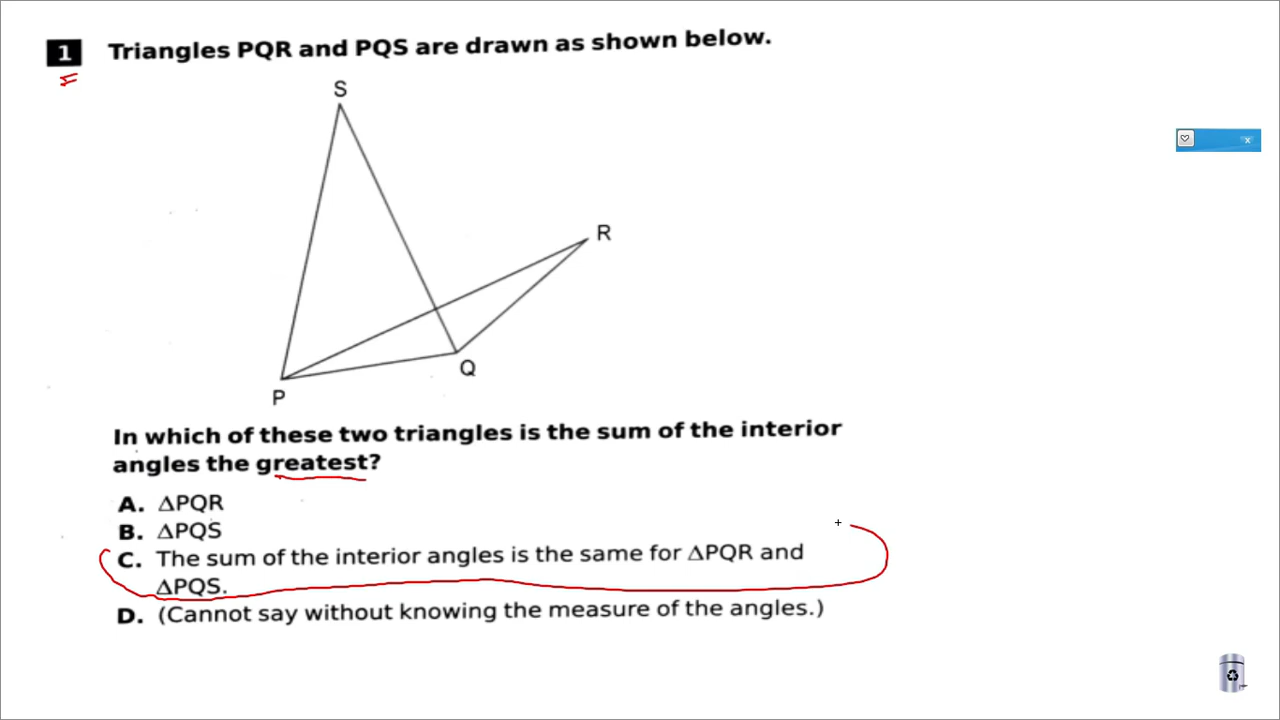 1 Triangles PQR and PQS are drawn as shown below.
S
R
Q
P
In which of these two triangles is the sum of the interior
angles the greatest?
A. ΔPQR
B. ΔPQS
C. The sum of the interior angles is the same for ΔPQR and
ΔPQS.
D. (Cannot say without knowing the measure of the angles.)